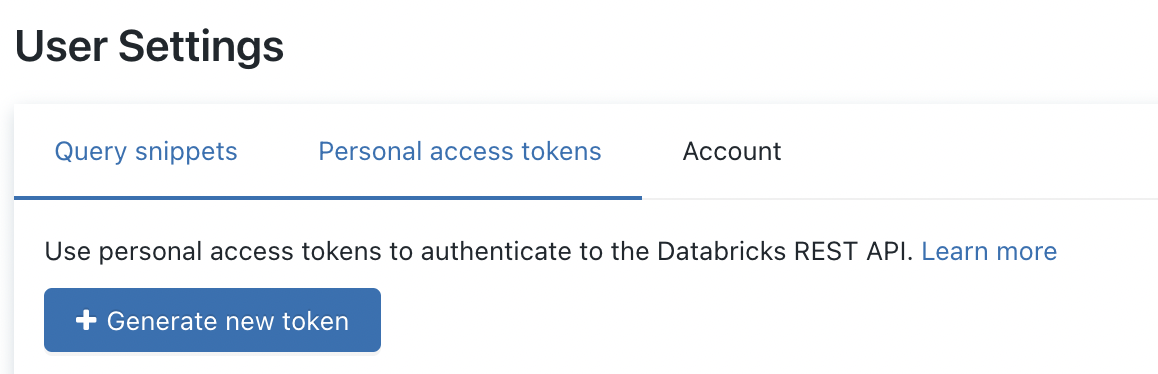 User Settings
Query snippets Personal access tokens Account
Use personal access tokens to authenticate to the Databricks REST API. Learn more
+ Generate new token